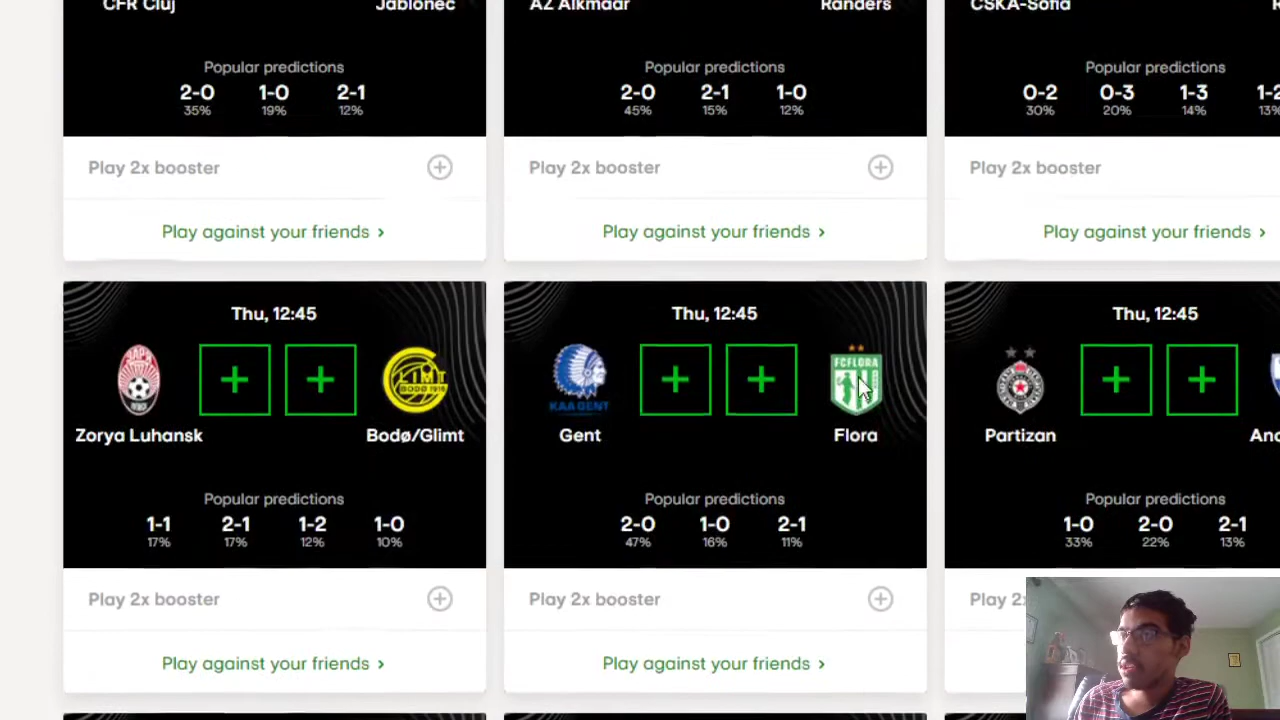 CFR Cluj Jablonec
Popular predictions
2-0 1-0 2-1
35% 19% 12%
Play 2x booster
Play against your friends ›
AZ Alkmaar Randers
Popular predictions
2-0 2-1 1-0
45% 15% 12%
Play 2x booster
Play against your friends ›
CSKA-Sofia
Popular predictions
0-2 0-3 1-3 1-2
30% 20% 14% 13%
Play 2x booster
Play against your friends ›
Thu, 12:45
Zorya Luhansk Bodø/Glimt
Popular predictions
1-1 2-1 1-2 1-0
17% 17% 12% 10%
Play 2x booster
Play against your friends ›
Thu, 12:45
KAA GENT FCFLORA
Gent Flora
Popular predictions
2-0 1-0 2-1
47% 16% 11%
Play 2x booster
Play against your friends ›
Thu, 12:45
Partizan
Popular predictions
1-0 2-0 2-1
33% 22% 13%